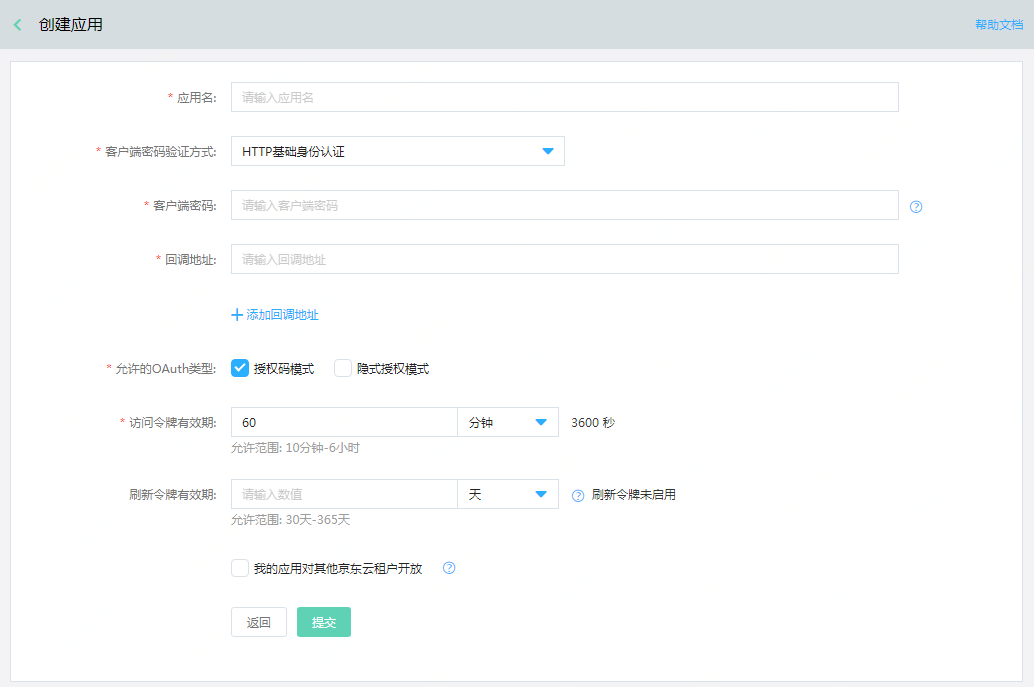 创建应用
帮助文档
* 应用名: 请输入应用名
* 客户端密码验证方式: HTTP基础身份认证
* 客户端密码: 请输入客户端密码 ?
* 回调地址: 请输入回调地址
+ 添加回调地址
* 允许的OAuth类型: 授权码模式 隐式授权模式
* 访问令牌有效期: 60 分钟 3600 秒
允许范围: 10分钟-6小时
刷新令牌有效期: 请输入数值 天 ? 刷新令牌未启用
允许范围: 30天-365天
我的应用对其他京东云租户开放 ?
返回 提交